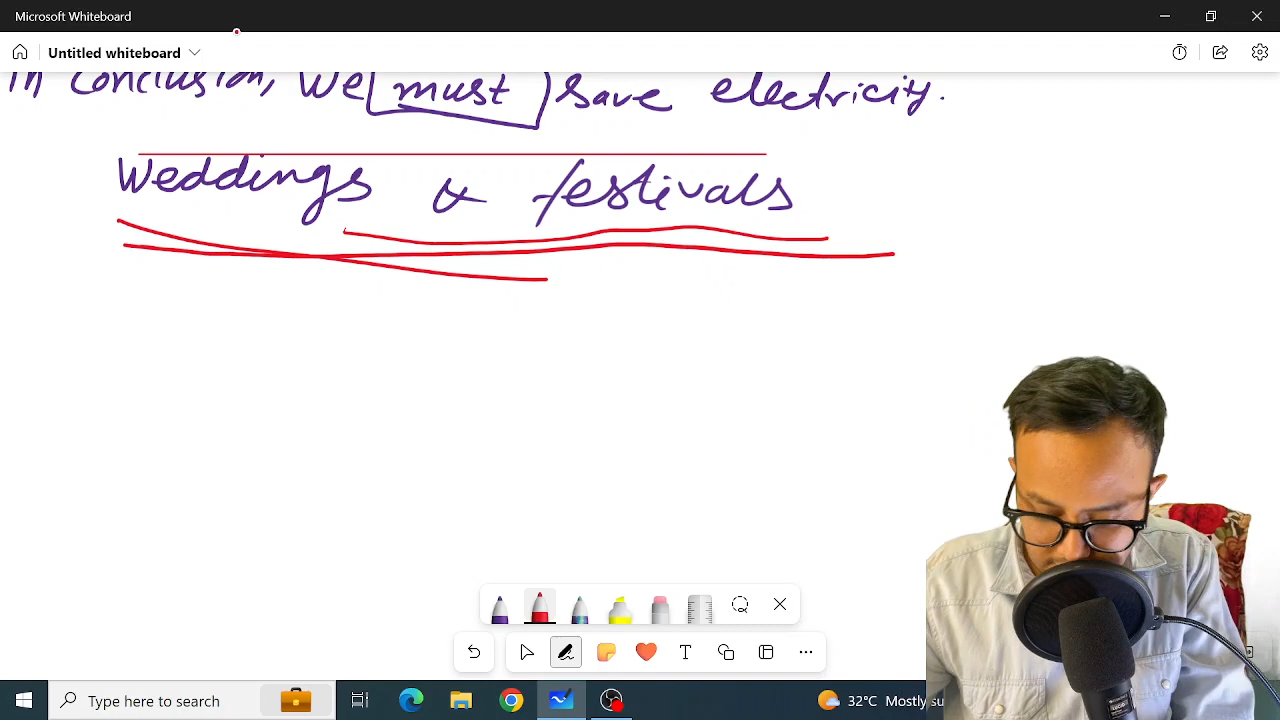 Microsoft Whiteboard
Untitled whiteboard
In conclusion, we must save electricity.
Weddings & festivals
T
Type here to search
32°C Mostly su